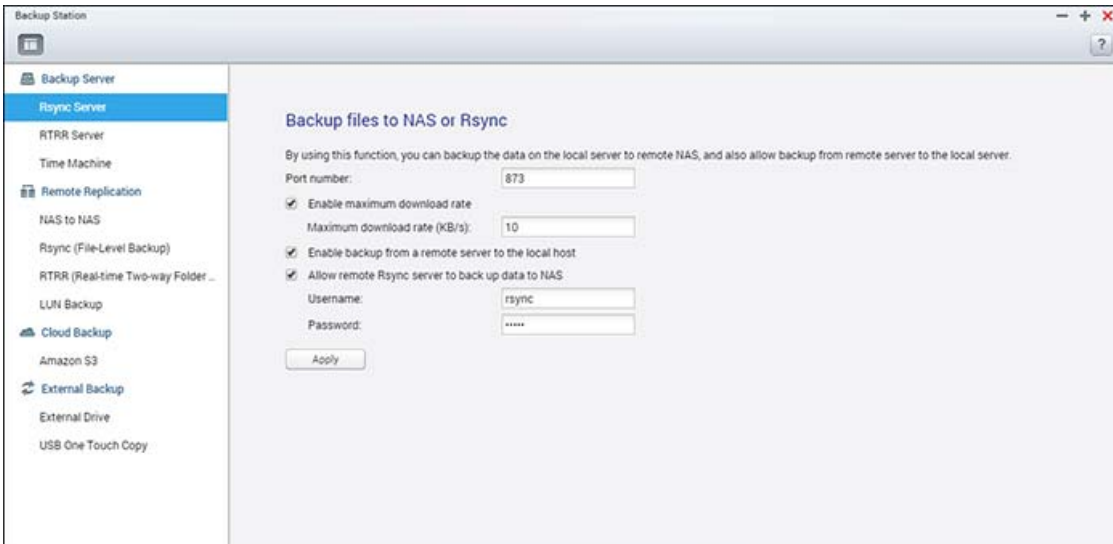 Backup Station
?
Backup Server
Rsync Server
RTRR Server
Time Machine
Remote Replication
NAS to NAS
Rsync (File-Level Backup)
RTRR (Real-time Two-way Folder ...
LUN Backup
Cloud Backup
Amazon S3
External Backup
External Drive
USB One Touch Copy
Backup files to NAS or Rsync
By using this function, you can backup the data on the local server to remote NAS, and also allow backup from remote server to the local server.
Port number: 873
Enable maximum download rate
Maximum download rate (KB/s): 10
Enable backup from a remote server to the local host
Allow remote Rsync server to back up data to NAS
Username: rsync
Password: •••••
Apply